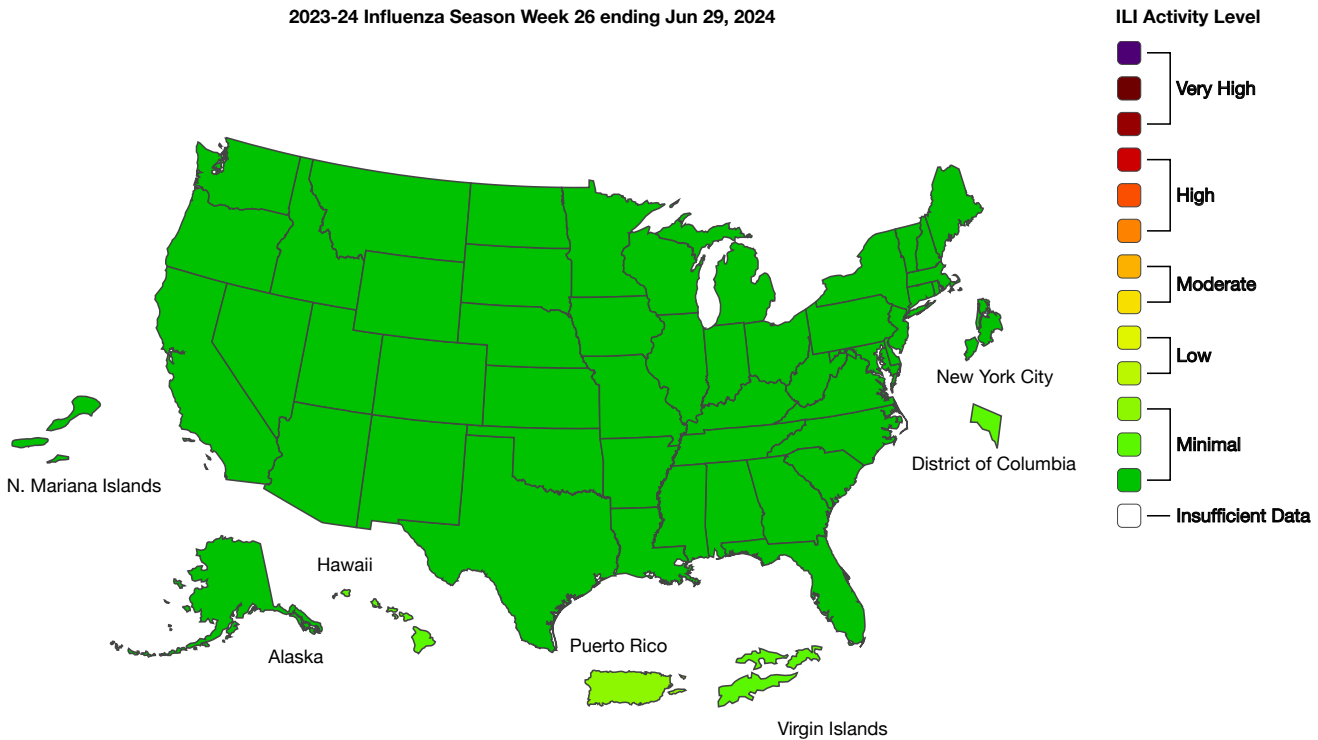 2023-24 Influenza Season Week 26 ending Jun 29, 2024
ILI Activity Level
Very High
High
Moderate
Low
Minimal
Insufficient Data
New York City
District of Columbia
N. Mariana Islands
Hawaii
Alaska
Puerto Rico
Virgin Islands